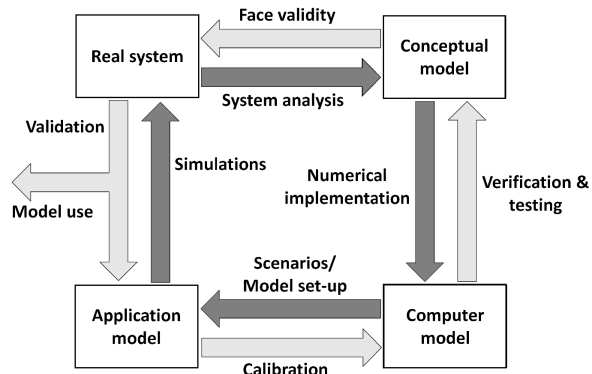 Face validity
Real system
Conceptual
model
System analysis
Validation
Simulations
Model use
Numerical
implementation
Verification &
testing
Scenarios/
Model set-up
Application
model
Computer
model
Calibration